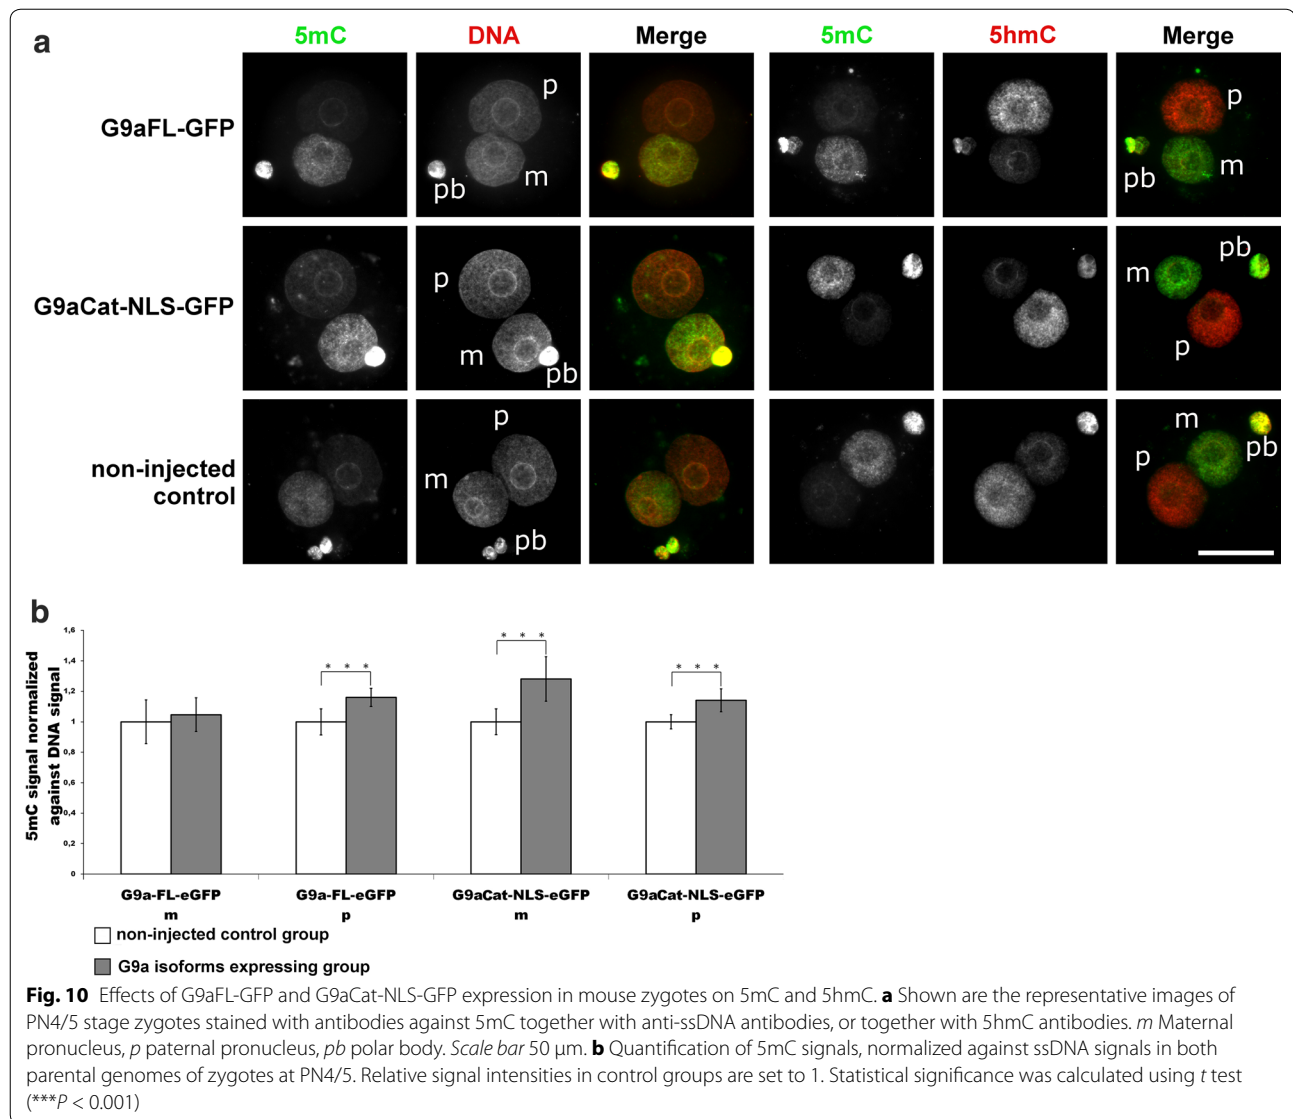 a
5mC DNA Merge 5mC 5hmC Merge
G9aFL-GFP
p
pb
m
p
pb
m
G9aCat-NLS-GFP
p
m
pb
m
pb
p
non-injected
control
p
m
pb
m
p
pb
b
5mC signal normalized
against DNA signal
1,6
1,4
1,2
1
0,8
0,6
0,4
0,2
0
* * *
* * *
* * *
G9a-FL-eGFP G9a-FL-eGFP G9aCat-NLS-eGFP G9aCat-NLS-eGFP
m p m p
non-injected control group
G9a isoforms expressing group
Fig. 10 Effects of G9aFL-GFP and G9aCat-NLS-GFP expression in mouse zygotes on 5mC and 5hmC. a Shown are the representative images of
PN4/5 stage zygotes stained with antibodies against 5mC together with anti-ssDNA antibodies, or together with 5hmC antibodies. m Maternal
pronucleus, p paternal pronucleus, pb polar body. Scale bar 50 μm. b Quantification of 5mC signals, normalized against ssDNA signals in both
parental genomes of zygotes at PN4/5. Relative signal intensities in control groups are set to 1. Statistical significance was calculated using t test
(***P < 0.001)